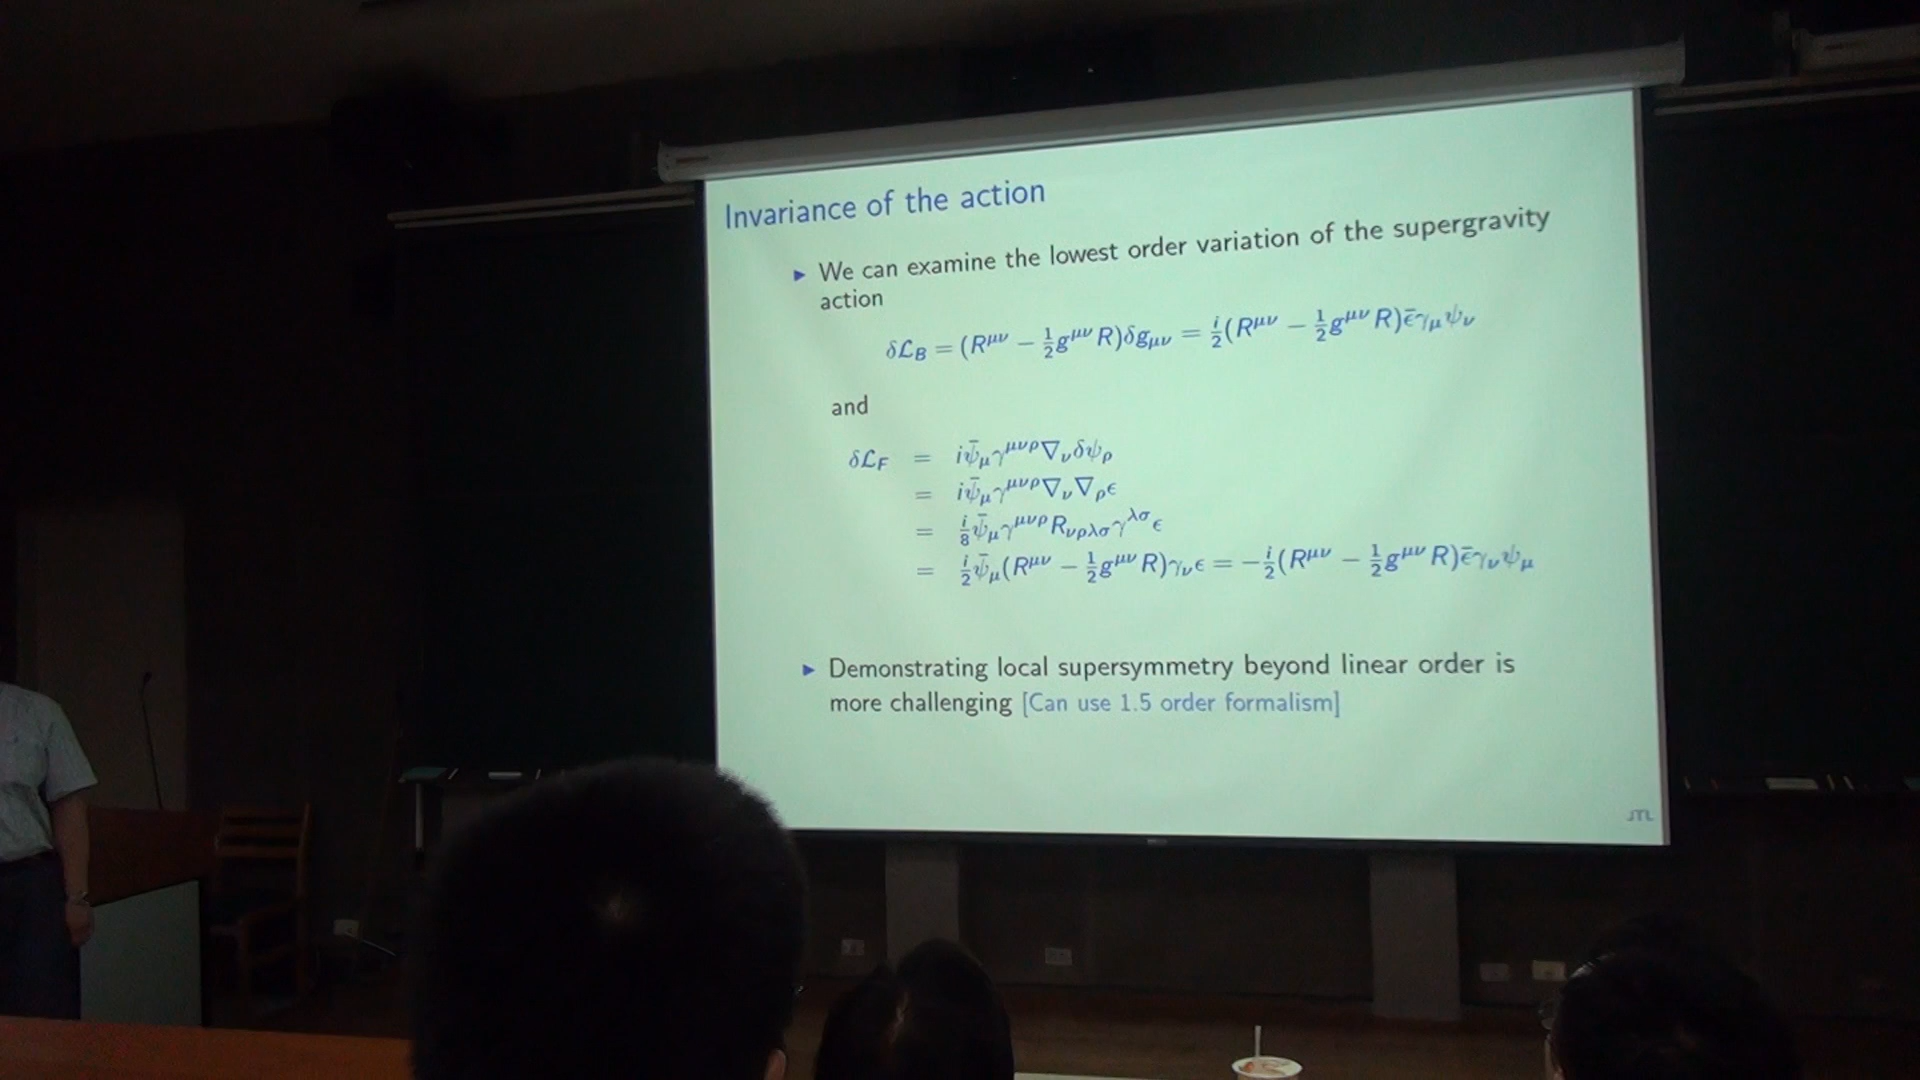 Invariance of the action
► We can examine the lowest order variation of the supergravity
action
δℒ_B = (R^{μν} − ½g^{μν}R)δg_{μν} = i/2(R^{μν} − ½g^{μν}R)ε̄γ_μψ_ν
and
δℒ_F = iψ̄_μγ^{μνρ}∇_νδψ_ρ
= iψ̄_μγ^{μνρ}∇_ν∇_ρε
= i/8 ψ̄_μγ^{μνρ}R_{νρλσ}γ^{λσ}ε
= i/2 ψ̄_μ(R^{μν} − ½g^{μν}R)γ_νε = −i/2(R^{μν} − ½g^{μν}R)ε̄γ_νψ_μ
► Demonstrating local supersymmetry beyond linear order is
more challenging [Can use 1.5 order formalism]
JTL